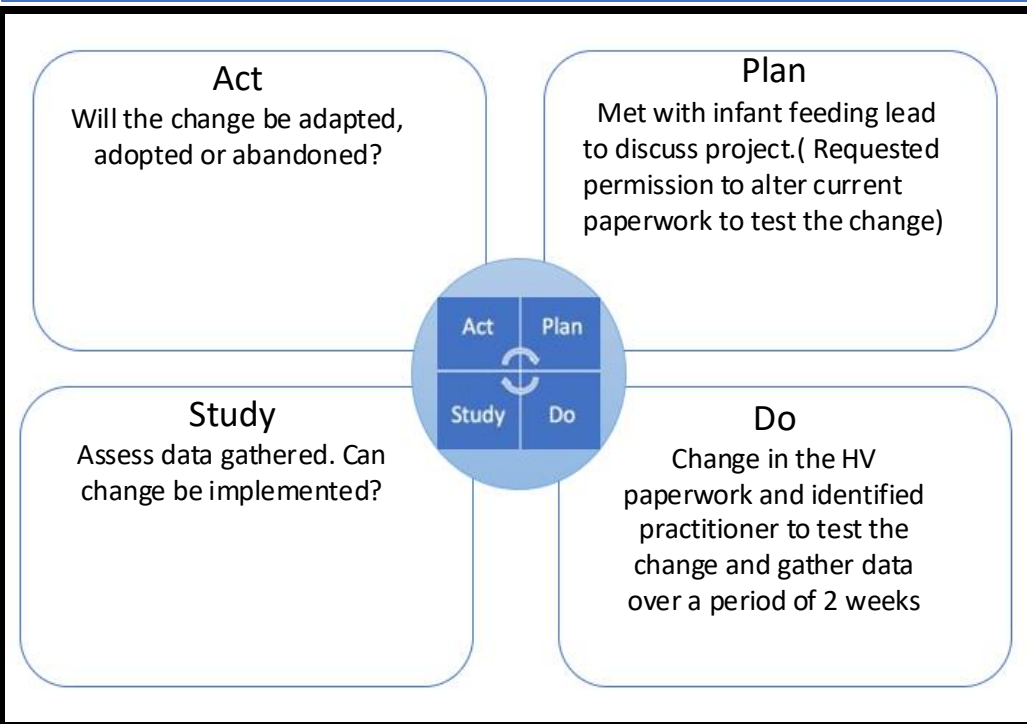 Act
Will the change be adapted,
adopted or abandoned?
Plan
Met with infant feeding lead
to discuss project.( Requested
permission to alter current
paperwork to test the change)
Act
Plan
Study
Do
Study
Assess data gathered. Can
change be implemented?
Do
Change in the HV
paperwork and identified
practitioner to test the
change and gather data
over a period of 2 weeks